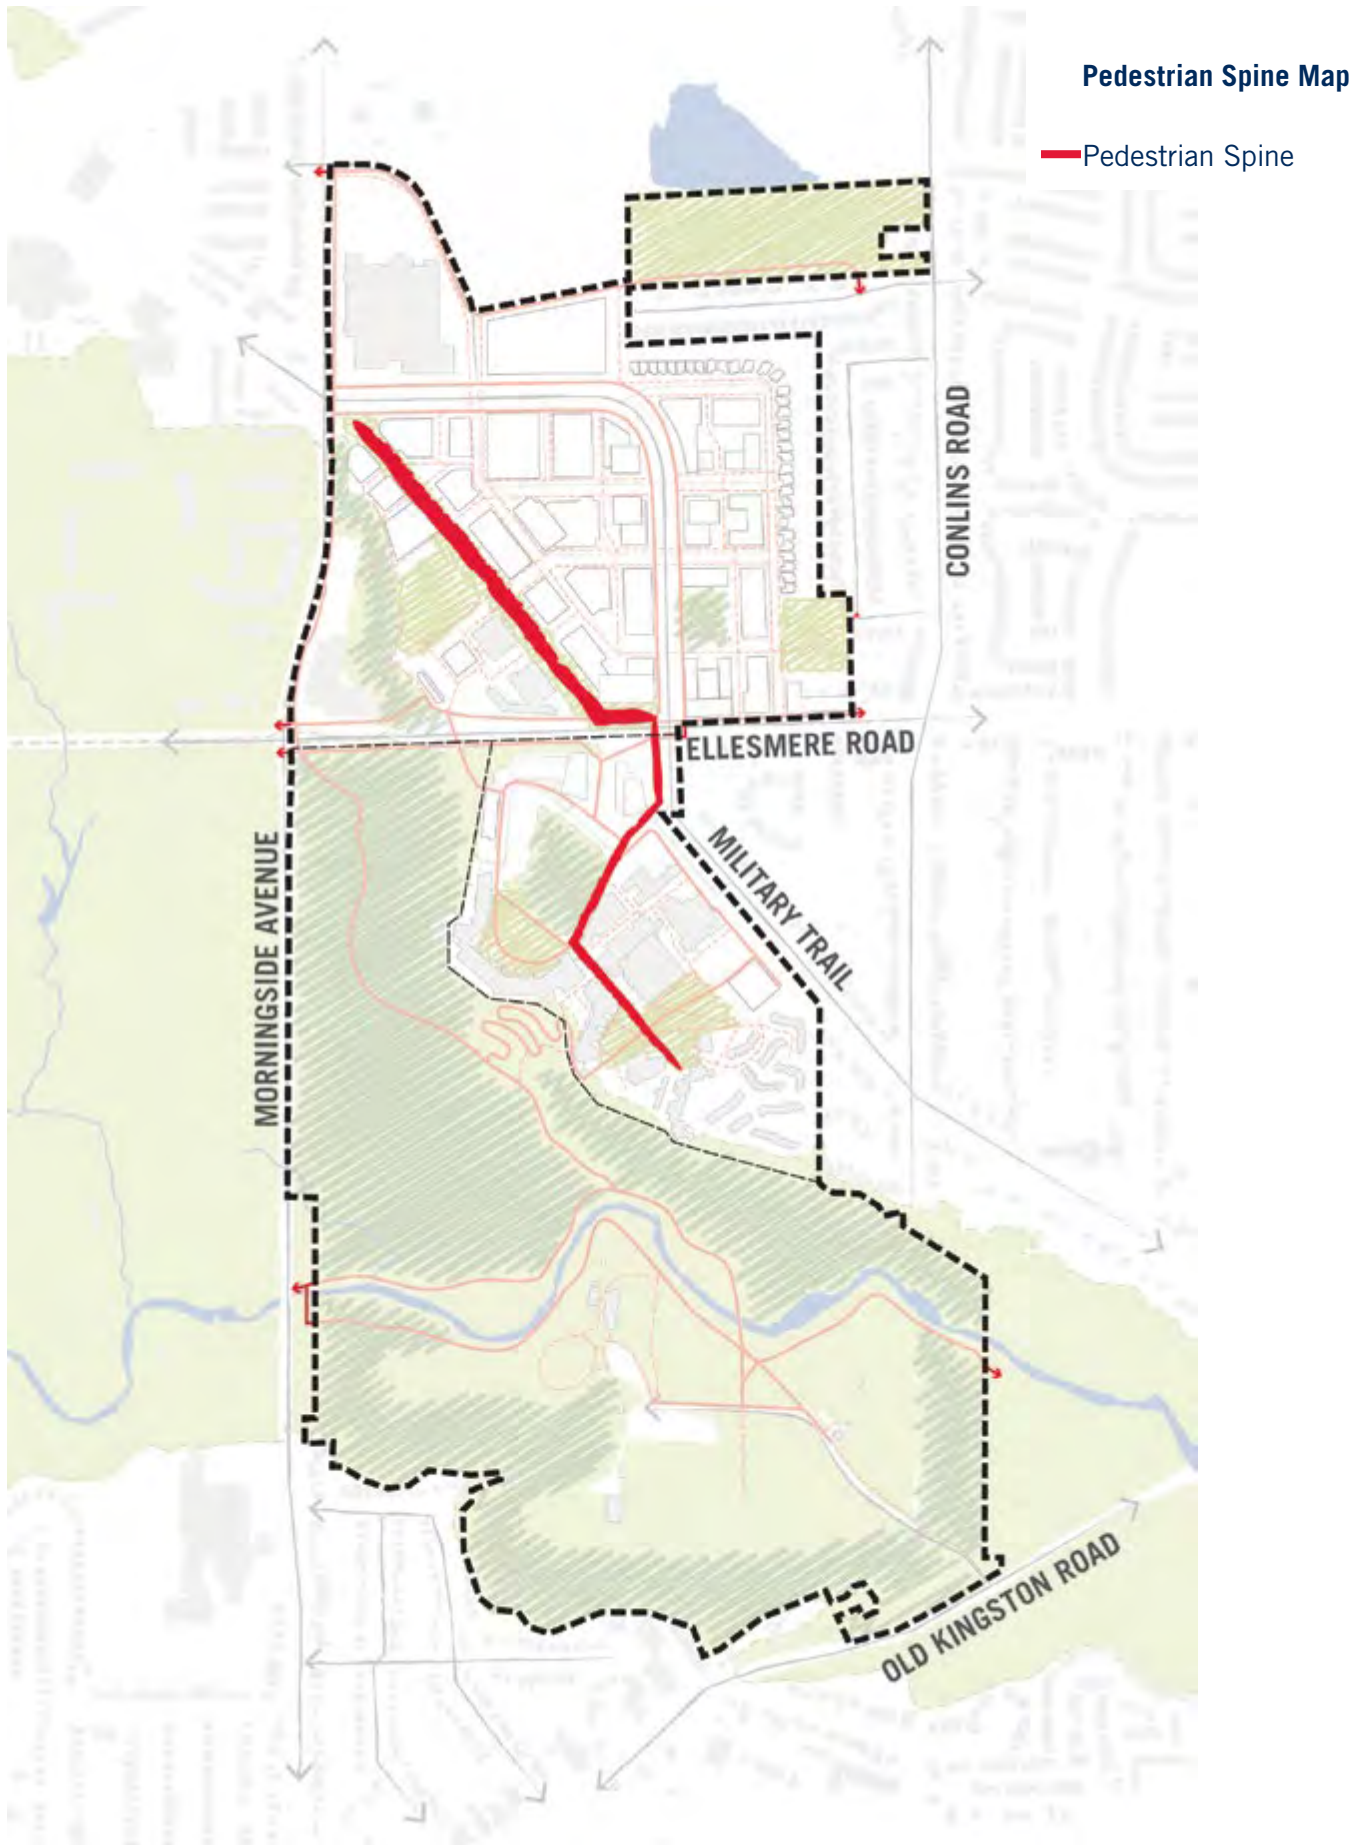 Pedestrian Spine Map
Pedestrian Spine
CONLINS ROAD
ELLESMERE ROAD
MILITARY TRAIL
MORNINGSIDE AVENUE
OLD KINGSTON ROAD